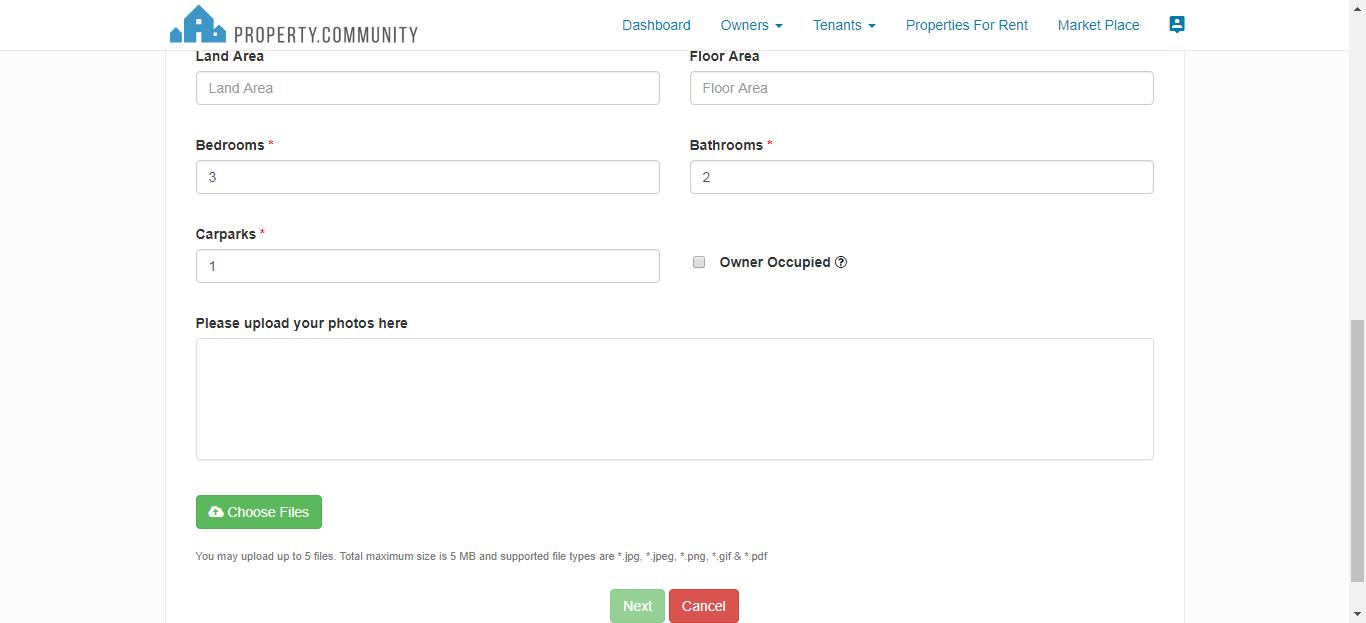 PROPERTY.COMMUNITY
Dashboard Owners Tenants Properties For Rent Market Place
Land Area Floor Area
Land Area Floor Area
Bedrooms * Bathrooms *
3 2
Carparks *
1 Owner Occupied ?
Please upload your photos here
Choose Files
You may upload up to 5 files. Total maximum size is 5 MB and supported file types are *.jpg, *.jpeg, *.png, *.gif & *.pdf
Next Cancel